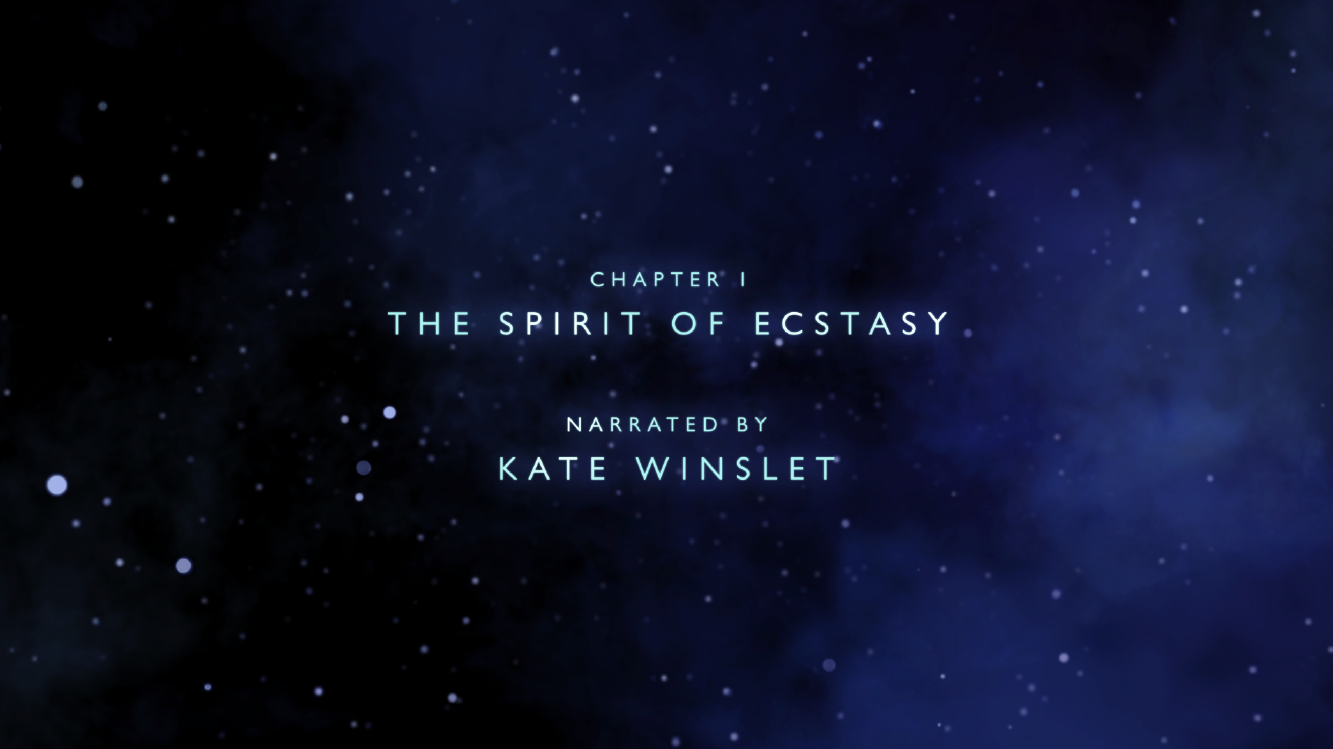 CHAPTER I
THE SPIRIT OF ECSTASY
NARRATED BY
KATE WINSLET